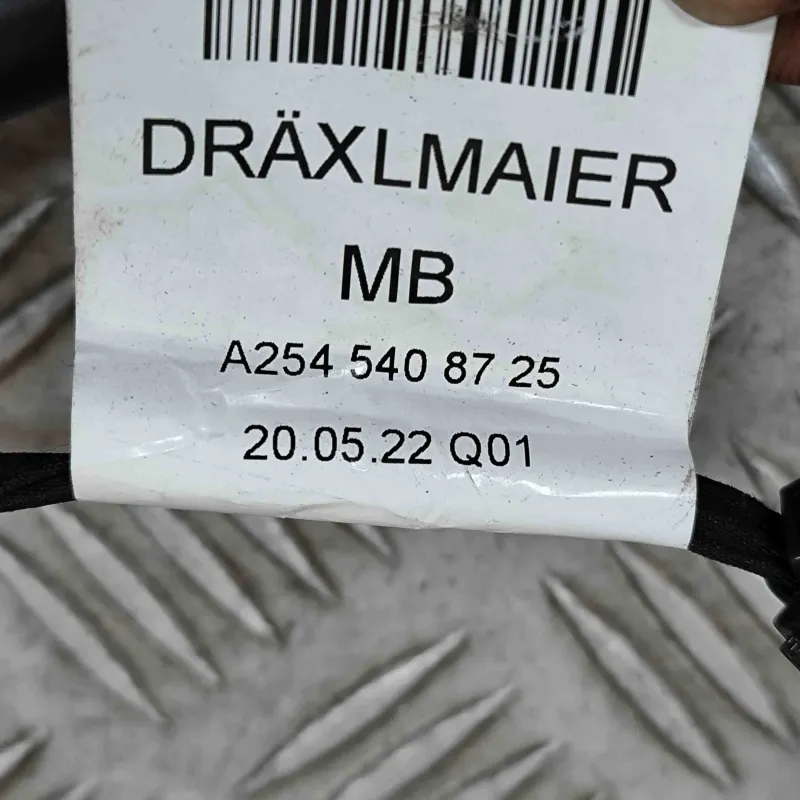 DRÄXLMAIER
MB
A254 540 87 25
20.05.22 Q01